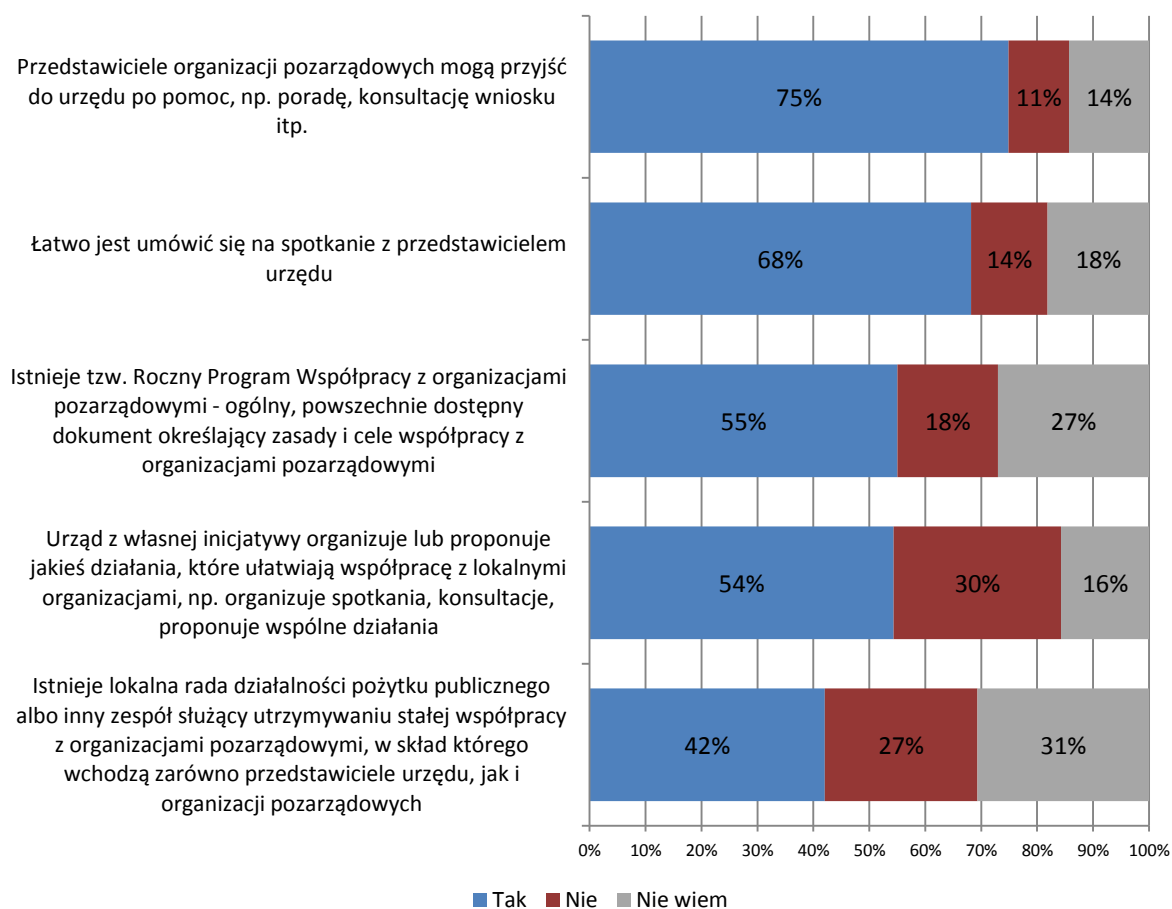 Przedstawiciele organizacji pozarządowych mogą przyjść
do urzędu po pomoc, np. poradę, konsultację wniosku
itp.
75% 11% 14%
Łatwo jest umówić się na spotkanie z przedstawicielem
urzędu
68% 14% 18%
Istnieje tzw. Roczny Program Współpracy z organizacjami
pozarządowymi - ogólny, powszechnie dostępny
dokument określający zasady i cele współpracy z
organizacjami pozarządowymi
55% 18% 27%
Urząd z własnej inicjatywy organizuje lub proponuje
jakieś działania, które ułatwiają współpracę z lokalnymi
organizacjami, np. organizuje spotkania, konsultacje,
proponuje wspólne działania
54% 30% 16%
Istnieje lokalna rada działalności pożytku publicznego
albo inny zespół służący utrzymywaniu stałej współpracy
z organizacjami pozarządowymi, w skład którego
wchodzą zarówno przedstawiciele urzędu, jak i
organizacji pozarządowych
42% 27% 31%
0% 10% 20% 30% 40% 50% 60% 70% 80% 90% 100%
Tak Nie Nie wiem